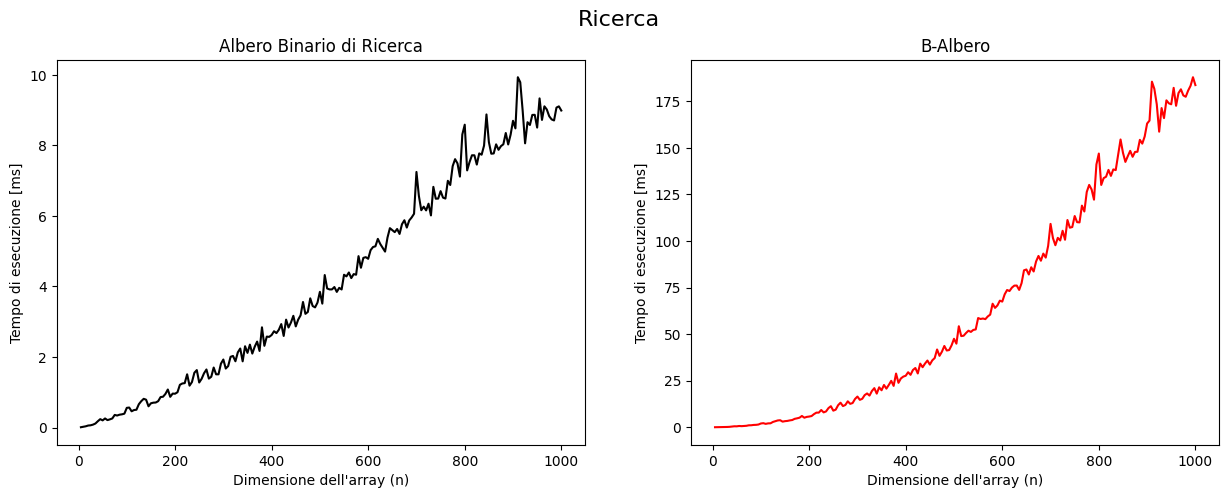 Ricerca
Albero Binario di Ricerca
Tempo di esecuzione [ms]
10
8
6
4
2
0
0 200 400 600 800 1000
Dimensione dell'array (n)
B-Albero
Tempo di esecuzione [ms]
175
150
125
100
75
50
25
0
0 200 400 600 800 1000
Dimensione dell'array (n)